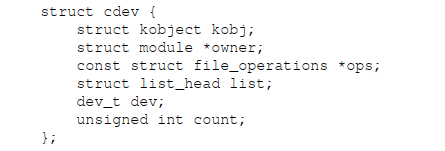 struct cdev {
    struct kobject kobj;
    struct module *owner;
    const struct file_operations *ops;
    struct list_head list;
    dev_t dev;
    unsigned int count;
};